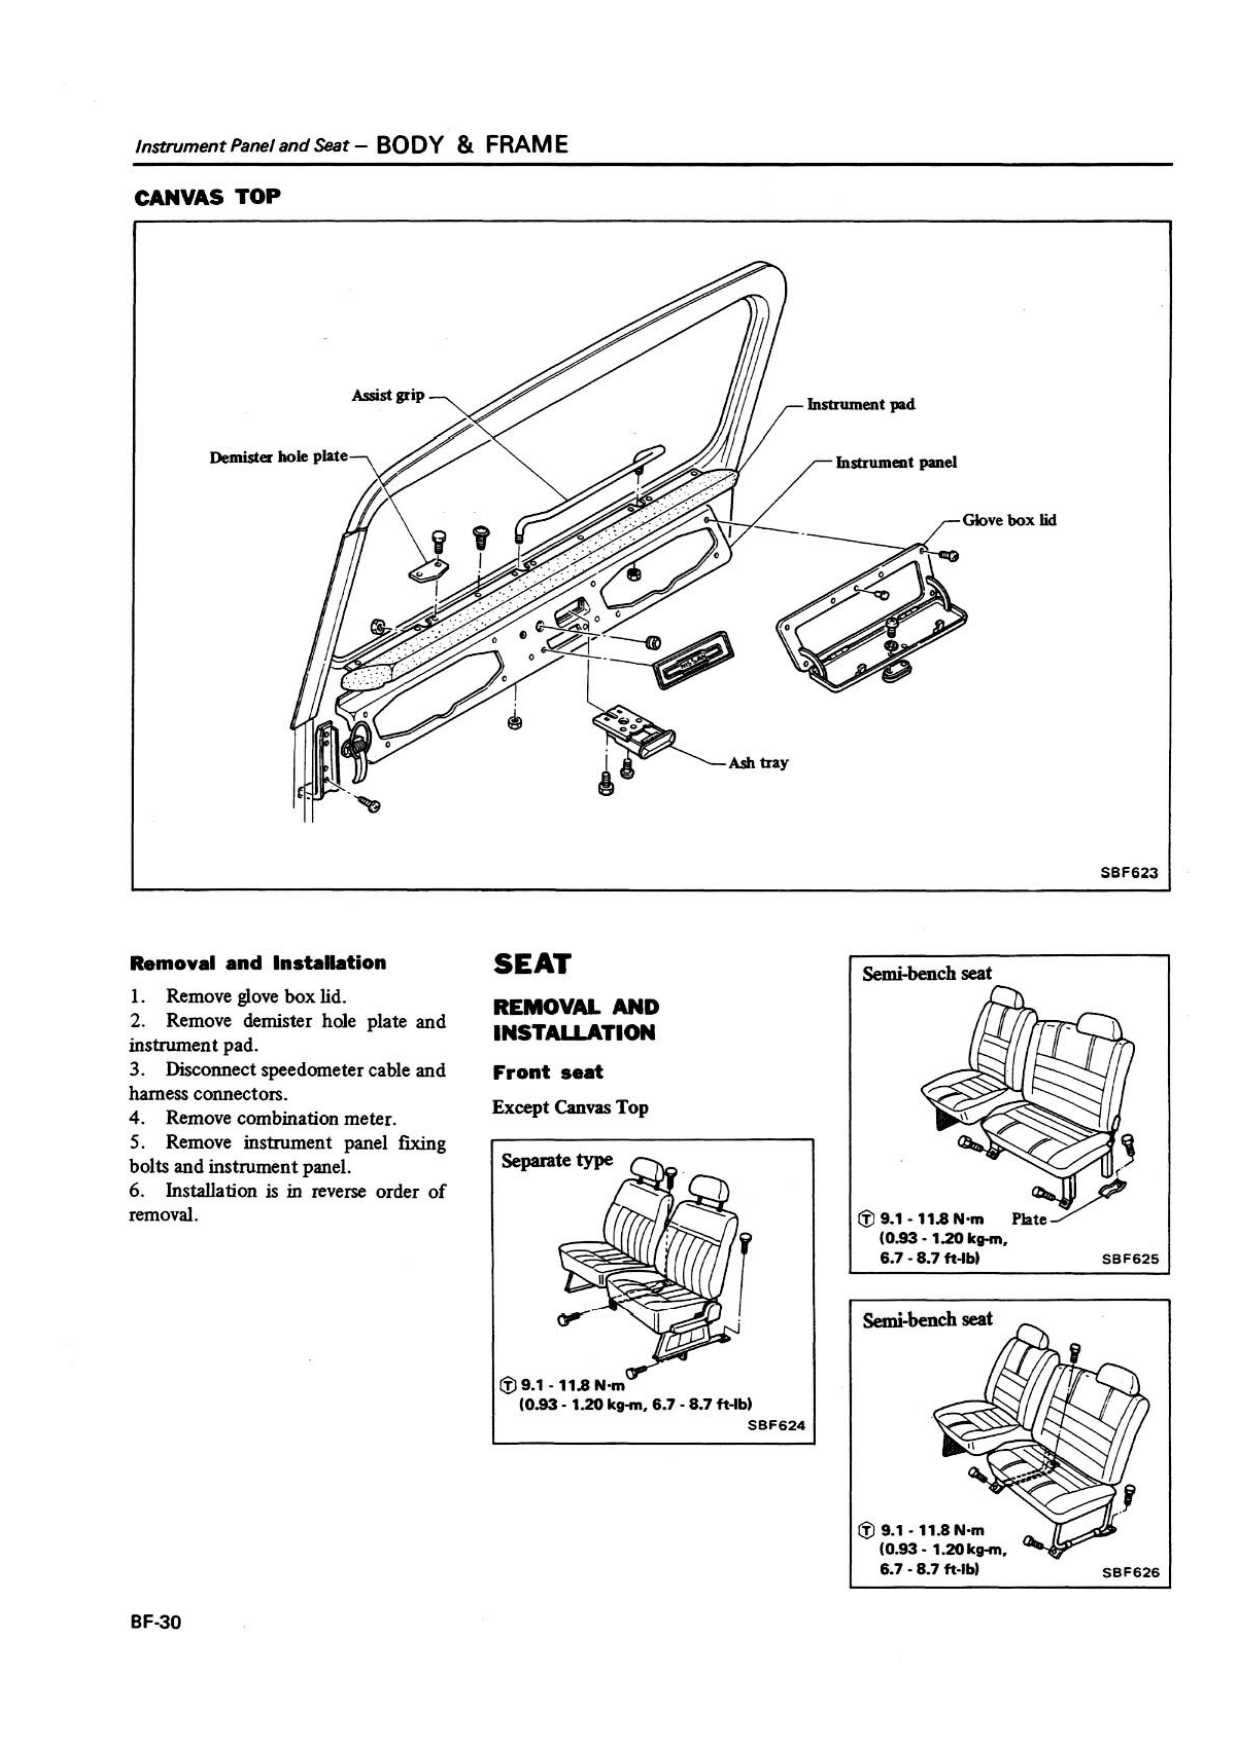 Instrument Panel and Seat – BODY & FRAME
CANVAS TOP
Assist grip
Instrument pad
Demister hole plate
Instrument panel
Glove box lid
Ash tray
SBF623
Removal and Installation
1. Remove glove box lid.
2. Remove demister hole plate and
instrument pad.
3. Disconnect speedometer cable and
harness connectors.
4. Remove combination meter.
5. Remove instrument panel fixing
bolts and instrument panel.
6. Installation is in reverse order of
removal.
SEAT
REMOVAL AND
INSTALLATION
Front seat
Except Canvas Top
Separate type
Ⓣ 9.1 - 11.8 N·m
(0.93 - 1.20 kg-m, 6.7 - 8.7 ft-lb)
SBF624
Semi-bench seat
Ⓣ 9.1 - 11.8 N·m
Plate
(0.93 - 1.20 kg-m,
6.7 - 8.7 ft-lb)
SBF625
Semi-bench seat
Ⓣ 9.1 - 11.8 N·m
(0.93 - 1.20 kg-m,
6.7 - 8.7 ft-lb)
SBF626
BF-30